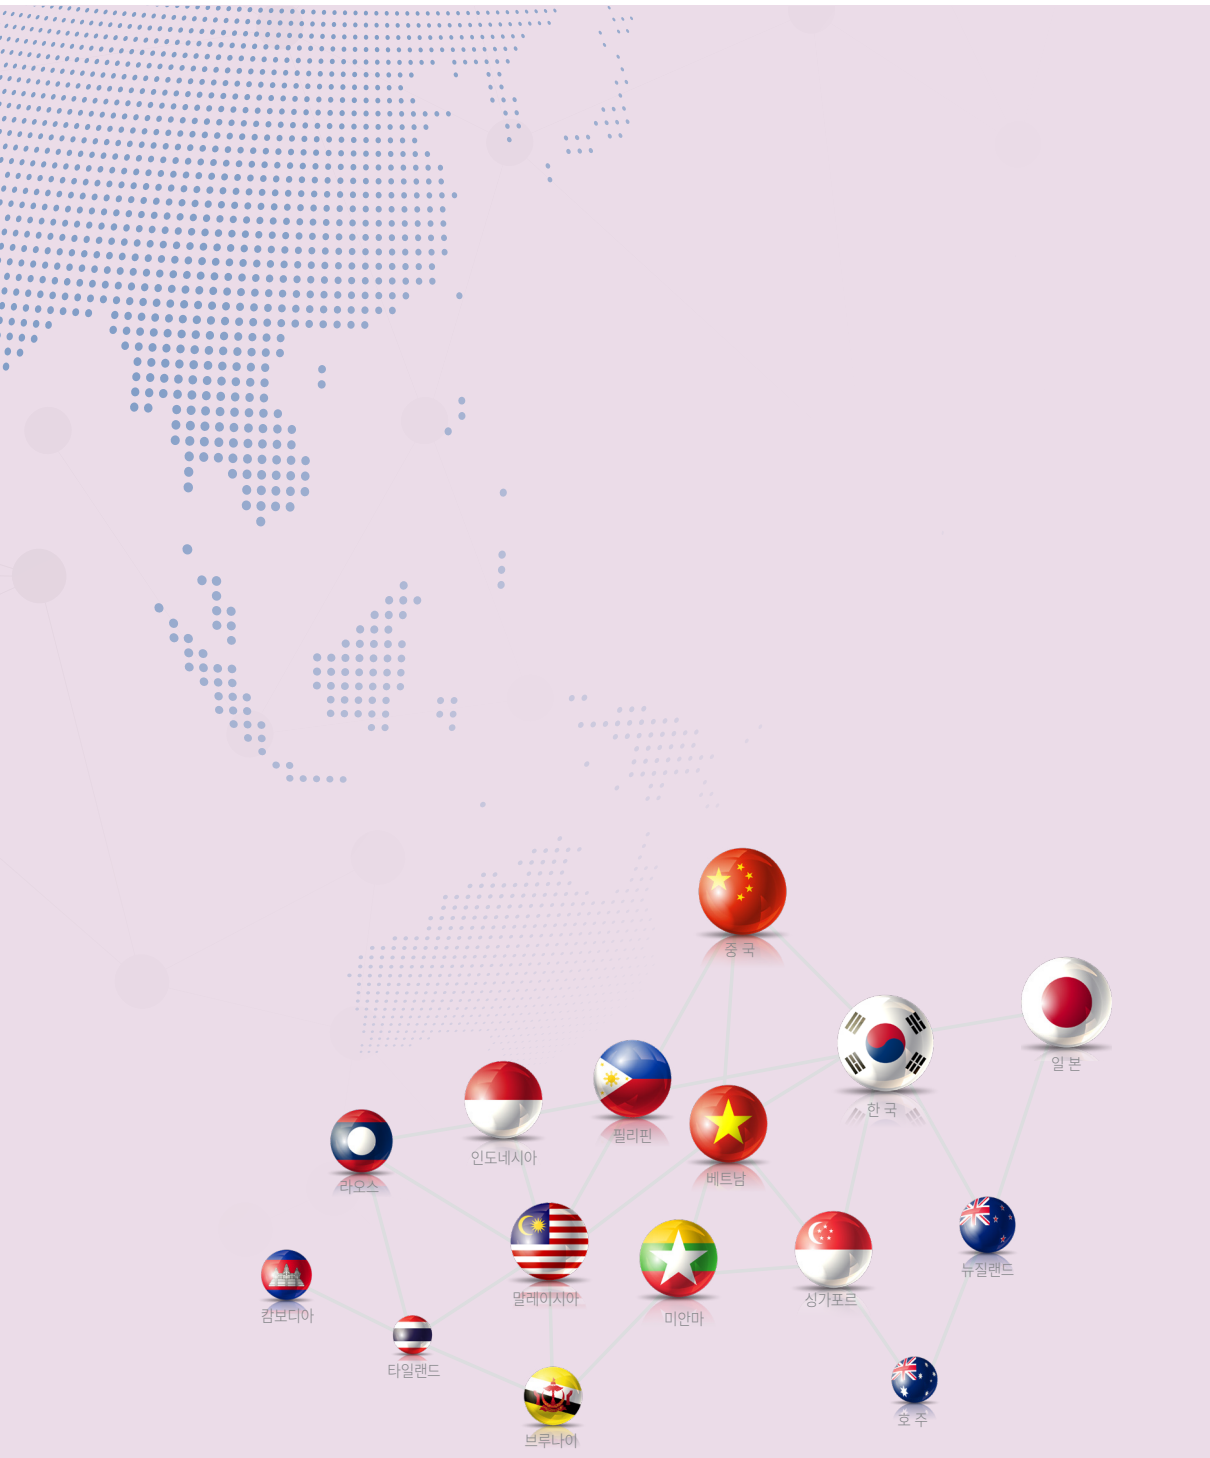 중 국
일 본
한 국
필리핀
인도네시아
베트남
라오스
뉴질랜드
말레이시아
싱가포르
캄보디아
미안마
타일랜드
호 주
브루나이